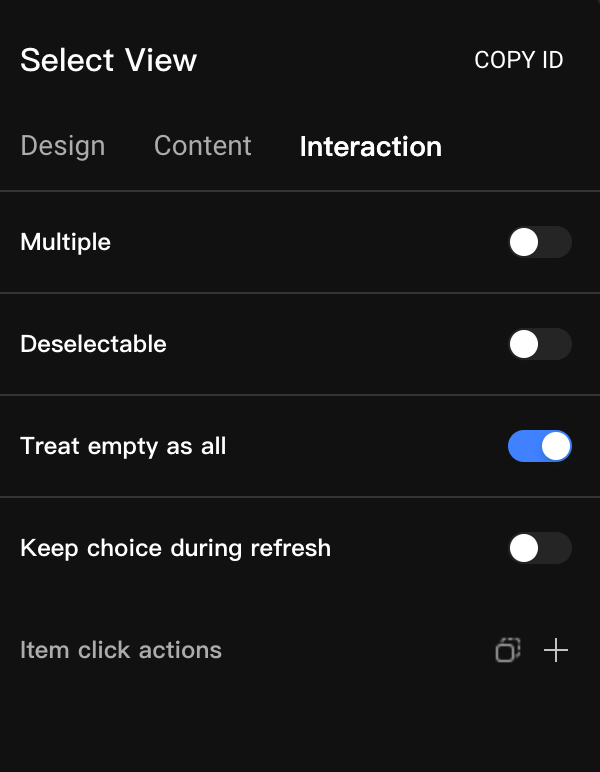 Select View
COPY ID
Design
Content
Interaction
Multiple
Deselectable
Treat empty as all
Keep choice during refresh
Item click actions